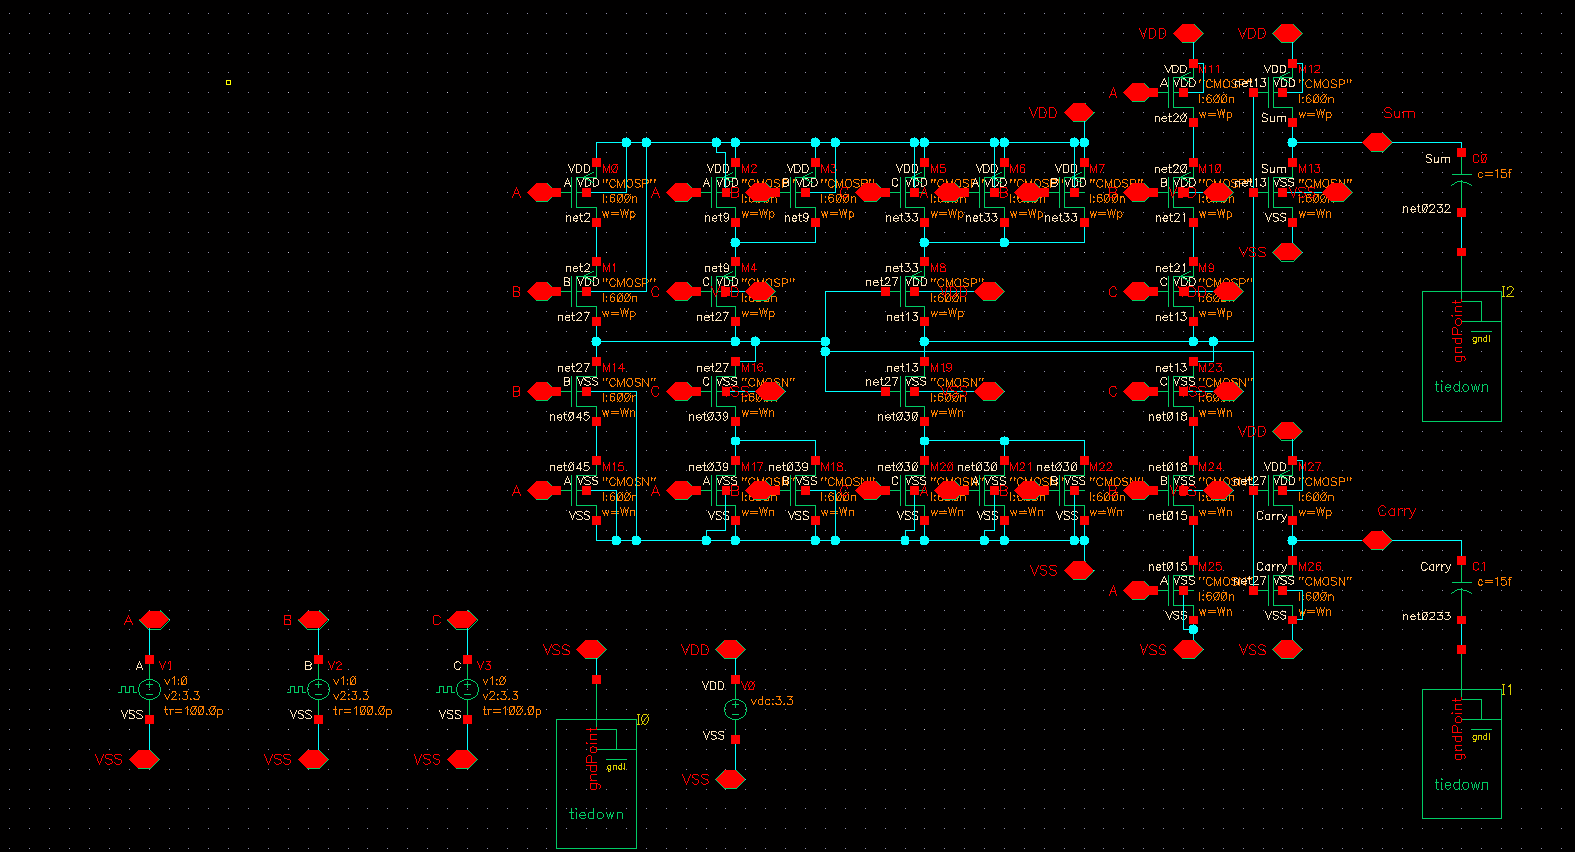 VDD VDD
VDD M11. VDD M12.
A A VDD "CMOSP" net13 VDD "CMOSP"
l:600n l:600n
w=Wp w=Wp
net20 Sum
VDD Sum
VDD M0 VDD M2 VDD M3 VDD M5 VDD M6 VDD M7 net20 M10. Sum M13.
A A VDD "CMOSP" A A VDD B VDD VDD A VDD B VDD "CMOSP" B VDD net13 VSS "CMOSN"
l:600n l:600n l:600n l:600n l:600n l:600n l:600n l:600n
w=Wp w=Wp w=Wp w=Wp w=Wp w=Wp w=Wp w=Wn
net2 net9 net9 net33 net33 net33 net21 VSS
Sum C0
c=15f
net0232
VSS
net2 M1 net9 M4 net33 M8 net21 M9
B B VDD "CMOSP" C C VDD "CMOSP" net27 VDD "CMOSP" C C VDD
l:600n l:600n l:600n l:600n
w=Wp w=Wp w=Wp w=Wp
net27 net27 net13 net13
I2
gndPoint
gnd!
tiedown
net27 M14. net27 M16. net13 M19 net13 M23.
B B VSS "CMOSN" C C VSS "CMOSN" net27 VSS "CMOSN" C C VSS "CMOSN"
l:600n l:600n l:600n l:600n
w=Wn w=Wn w=Wn w=Wn
net045 net039 net030 net018
VDD
net045 M15. net039 M17. net039 M18. net030 M20 net030 M21 net030 M22 net018 M24. VDD M27.
A A VSS "CMOSN" A A VSS B VSS "CMOSN" C VSS A VSS B VSS "CMOSN" B VSS net27 VDD "CMOSP"
l:600n l:600n l:600n l:600n l:600n l:600n l:600n l:600n
w=Wn w=Wn w=Wn w=Wn w=Wn w=Wn w=Wn w=Wp
VSS VSS VSS VSS VSS VSS net015 Carry
Carry
VSS
net015 M25. Carry M26.
A A VSS "CMOSN" net27 VSS "CMOSN"
l:600n l:600n
w=Wn w=Wn
VSS VSS
VSS VSS
Carry C1
c=15f
net0233
A B C
A V1 B V2 C V3
v1:0 v1:0 v1:0
v2:3.3 v2:3.3 v2:3.3
tr=100.0p tr=100.0p tr=100.0p
VSS VSS VSS
VSS VSS VSS
VSS
I0
gndPoint
gnd!
tiedown
VDD
VDD V0
vdc:3.3
VSS
VSS
I1
gndPoint
gnd!
tiedown